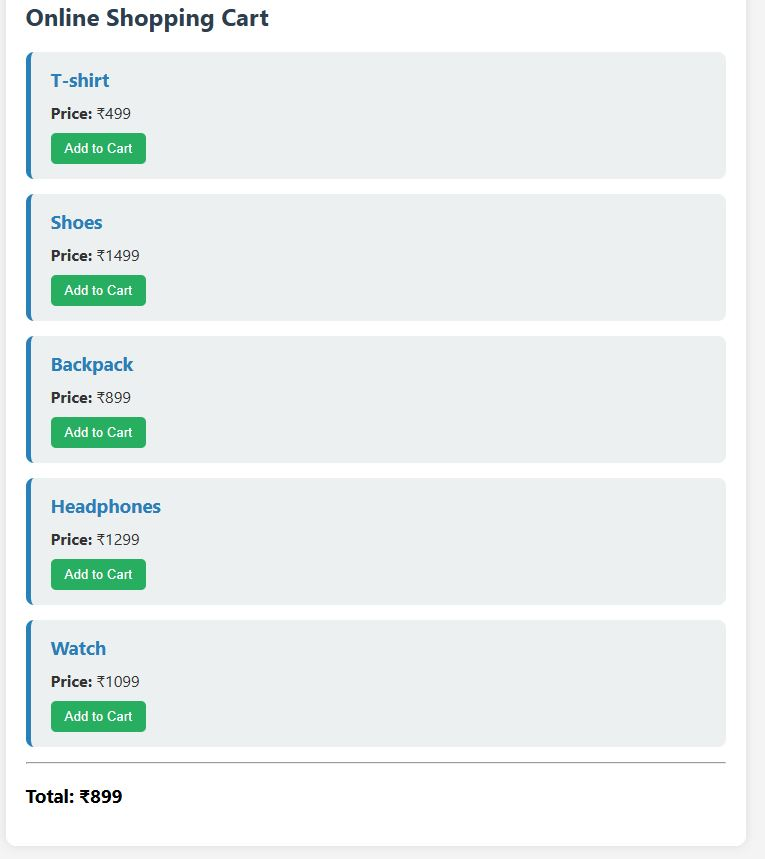 Online Shopping Cart
T-shirt
Price: ₹499
Add to Cart
Shoes
Price: ₹1499
Add to Cart
Backpack
Price: ₹899
Add to Cart
Headphones
Price: ₹1299
Add to Cart
Watch
Price: ₹1099
Add to Cart
Total: ₹899